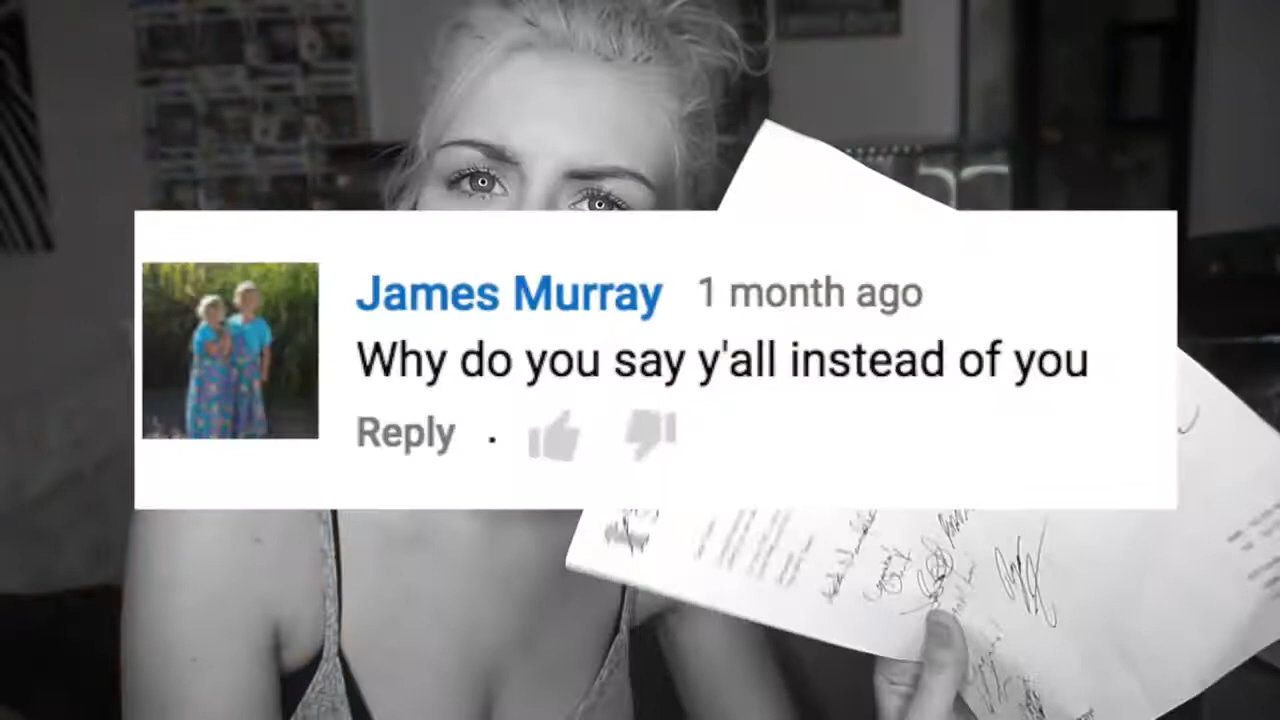 James Murray 1 month ago
Why do you say y'all instead of you
Reply .